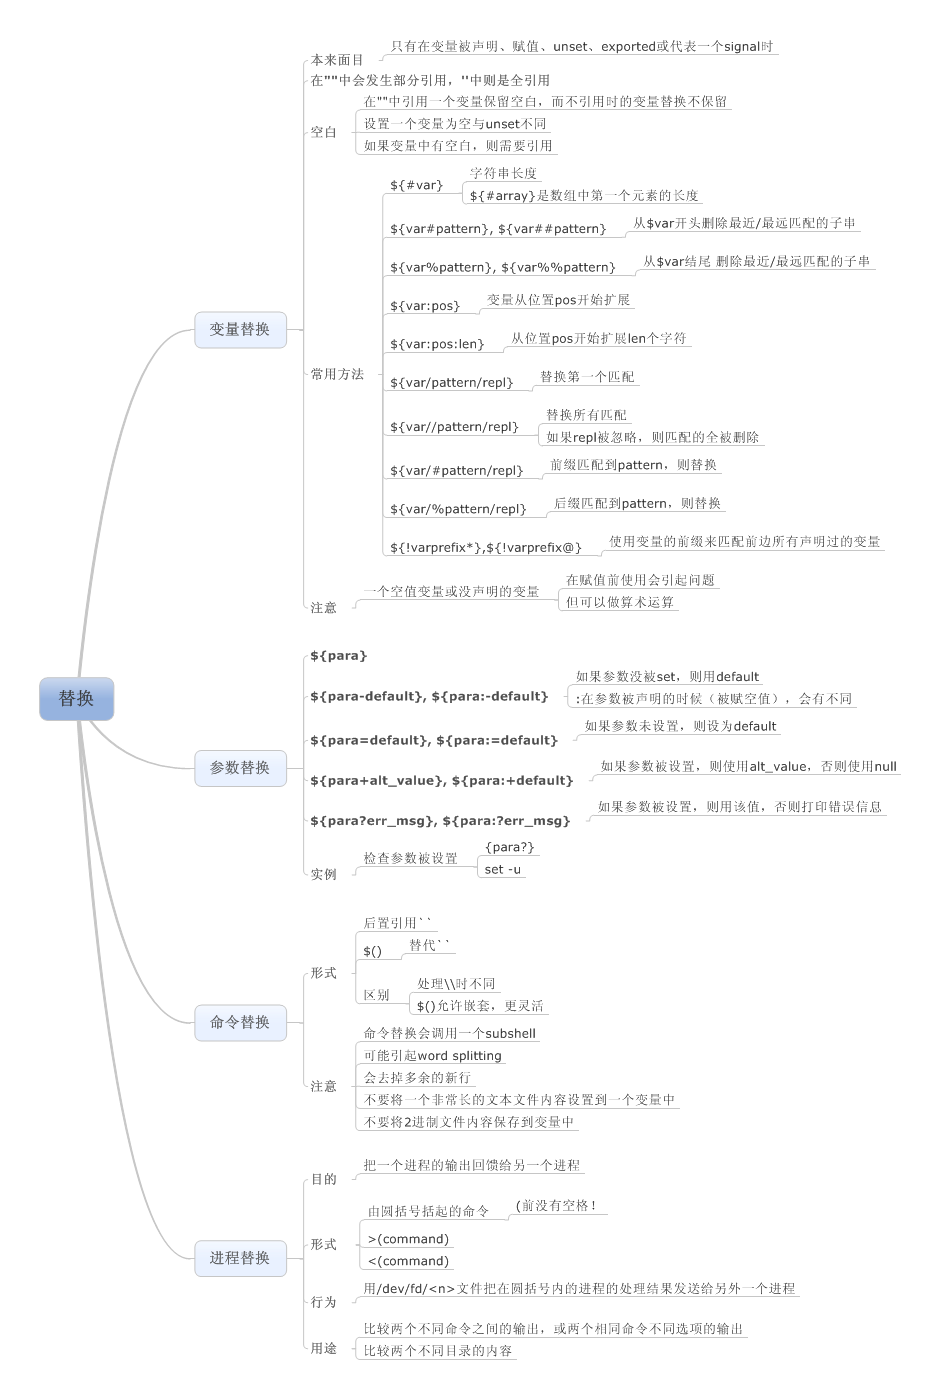 替换
变量替换
本来面目
只有在变量被声明、赋值、unset、exported或代表一个signal时
在""中会发生部分引用，''中则是全引用
空白
在""中引用一个变量保留空白，而不引用时的变量替换不保留
设置一个变量为空与unset不同
如果变量中有空白，则需要引用
常用方法
${#var}
字符串长度
${#array}是数组中第一个元素的长度
${var#pattern}, ${var##pattern}
从$var开头删除最近/最远匹配的子串
${var%pattern}, ${var%%pattern}
从$var结尾 删除最近/最远匹配的子串
${var:pos}
变量从位置pos开始扩展
${var:pos:len}
从位置pos开始扩展len个字符
${var/pattern/repl}
替换第一个匹配
${var//pattern/repl}
替换所有匹配
如果repl被忽略，则匹配的全被删除
${var/#pattern/repl}
前缀匹配到pattern，则替换
${var/%pattern/repl}
后缀匹配到pattern，则替换
${!varprefix*},${!varprefix@}
使用变量的前缀来匹配前边所有声明过的变量
注意
一个空值变量或没声明的变量
在赋值前使用会引起问题
但可以做算术运算
参数替换
${para}
${para-default}, ${para:-default}
如果参数没被set，则用default
:在参数被声明的时候（被赋空值），会有不同
${para=default}, ${para:=default}
如果参数未设置，则设为default
${para+alt_value}, ${para:+default}
如果参数被设置，则使用alt_value，否则使用null
${para?err_msg}, ${para:?err_msg}
如果参数被设置，则用该值，否则打印错误信息
实例
检查参数被设置
{para?}
set -u
命令替换
形式
后置引用``
$()
替代``
区别
处理\\时不同
$()允许嵌套，更灵活
注意
命令替换会调用一个subshell
可能引起word splitting
会去掉多余的新行
不要将一个非常长的文本文件内容设置到一个变量中
不要将2进制文件内容保存到变量中
进程替换
目的
把一个进程的输出回馈给另一个进程
形式
由圆括号括起的命令
(前没有空格！
>(command)
<(command)
行为
用/dev/fd/<n>文件把在圆括号内的进程的处理结果发送给另外一个进程
用途
比较两个不同命令之间的输出，或两个相同命令不同选项的输出
比较两个不同目录的内容